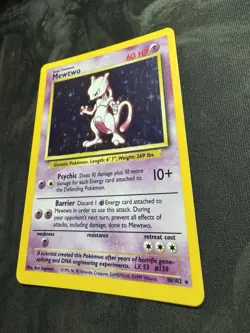 Basic Pokémon
Mewtwo
60 HP
Genetic Pokémon. Length: 6' 7", Weight: 269 lbs.
Psychic Does 10 damage plus 10 more
damage for each Energy card attached to
the Defending Pokémon.
10+
Barrier Discard 1 Energy card attached to
Mewtwo in order to prevent all effects of
attacks, including damage, done to Mewtwo
during your opponent's next turn.
weakness
resistance
retreat cost
A scientist created this Pokémon after years of horrific gene-
splicing and DNA engineering experiments. LV. 53 #150
Illus. Ken Sugimori
10/102